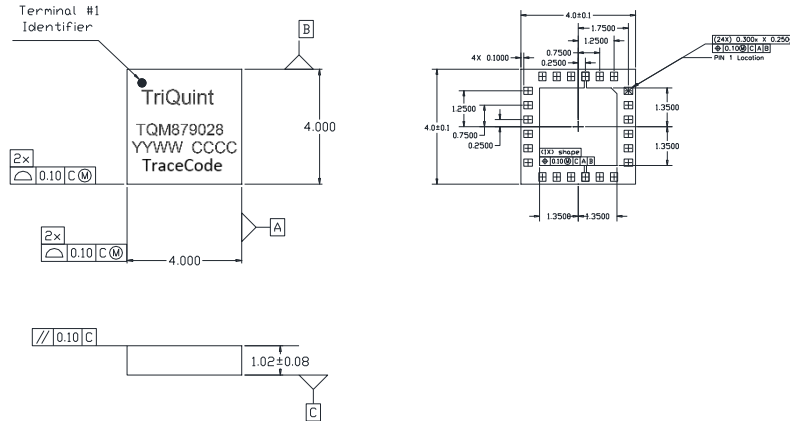 Terminal #1
Identifier
TriQuint
TQM879028
YYWW CCCC
TraceCode
B
4.000
2x
0.10 C Ⓜ
A
2x
0.10 C Ⓜ
4.000
// 0.10 C
1.02±0.08
C
4.0±0.1
1.7500
1.2500
0.7500
0.2500
4X 0.1000
(24X) 0.300x X 0.250
⌖ 0.10Ⓜ C A B
PIN 1 Location
1.2500
4.0±0.1
0.7500
0.2500
1.3500
1.3500
(1X) shape
⌖ 0.10Ⓜ C A B
1.3500
1.3500